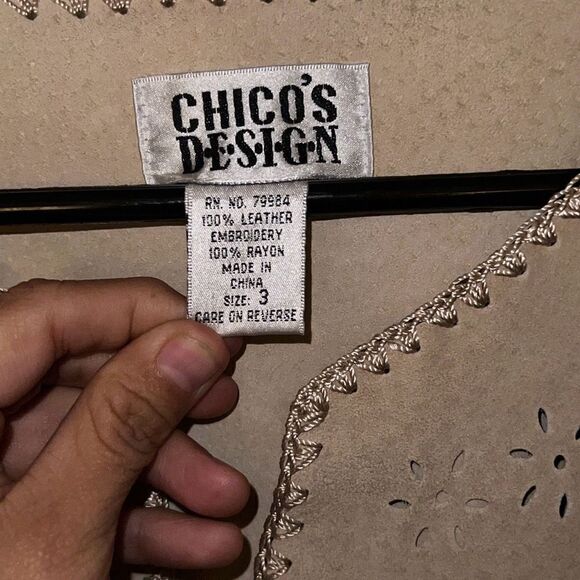 CHICO'S
D·E·S·I·G·N
RN. NO. 79984
100% LEATHER
EMBROIDERY
100% RAYON
MADE IN
CHINA
SIZE: 3
CARE ON REVERSE